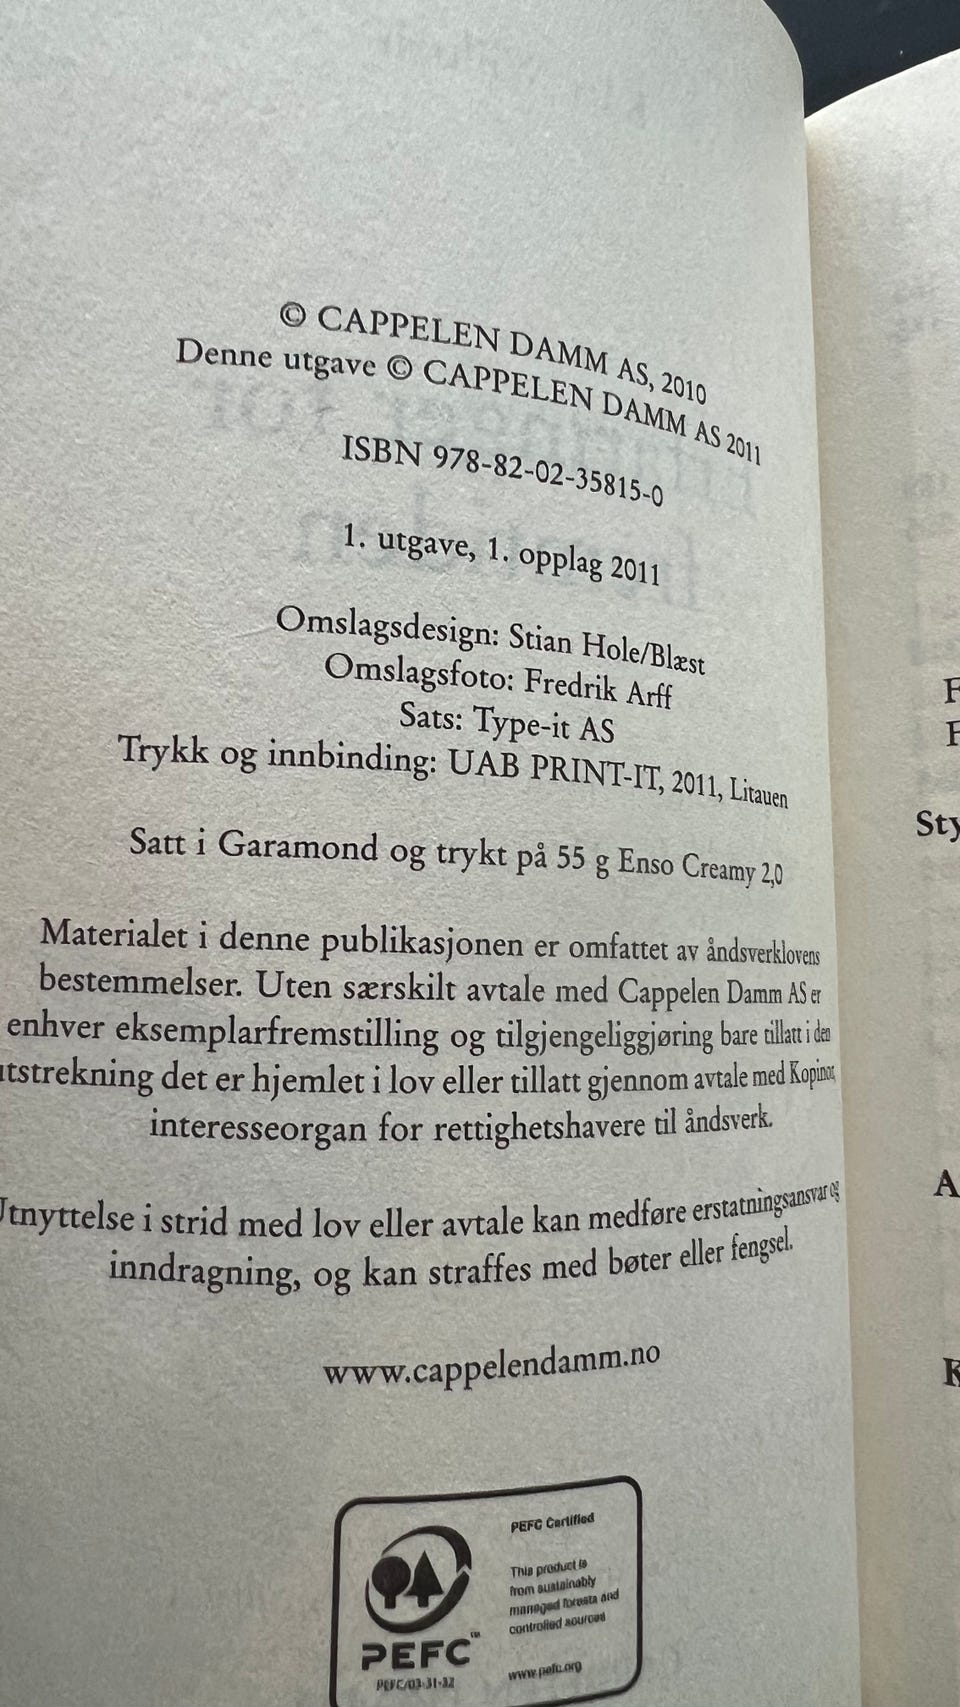 © CAPPELEN DAMM AS, 2010
Denne utgave © CAPPELEN DAMM AS 2011
ISBN 978-82-02-35815-0
1. utgave, 1. opplag 2011
Omslagsdesign: Stian Hole/Blæst
Omslagsfoto: Fredrik Arff
Sats: Type-it AS
Trykk og innbinding: UAB PRINT-IT, 2011, Litauen
Satt i Garamond og trykt på 55 g Enso Creamy 2,0
Materialet i denne publikasjonen er omfattet av åndsverklovens
bestemmelser. Uten særskilt avtale med Cappelen Damm AS er
enhver eksemplarfremstilling og tilgjengeliggjøring bare tillatt i den
utstrekning det er hjemlet i lov eller tillatt gjennom avtale med Kopinor,
interesseorgan for rettighetshavere til åndsverk.
Utnyttelse i strid med lov eller avtale kan medføre erstatningsansvar og
inndragning, og kan straffes med bøter eller fengsel.
www.cappelendamm.no
PEFC Certified
This product is
from sustainably
managed forests and
controlled sources
www.pefc.org
PEFC™
PEFC/03-31-32
F
F
Sty
A
K